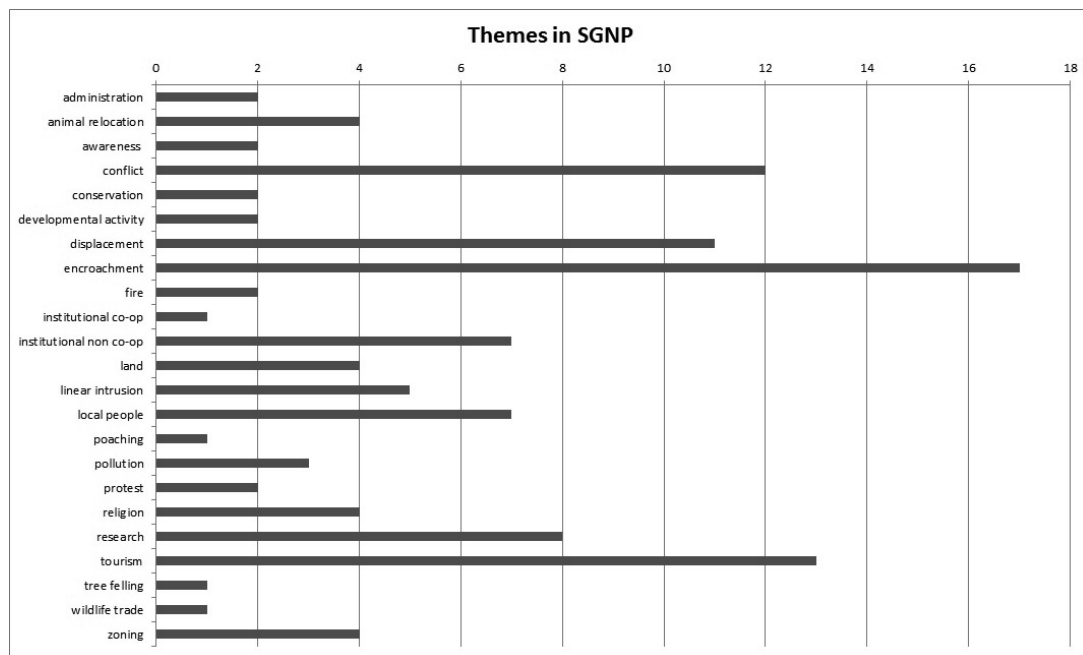 Themes in SGNP
0 2 4 6 8 10 12 14 16 18
administration
animal relocation
awareness
conflict
conservation
developmental activity
displacement
encroachment
fire
institutional co-op
institutional non co-op
land
linear intrusion
local people
poaching
pollution
protest
religion
research
tourism
tree felling
wildlife trade
zoning